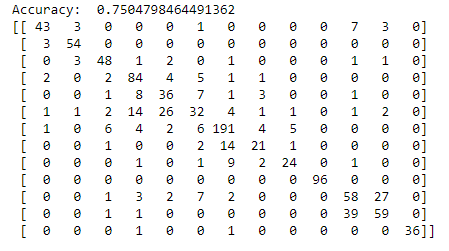 Accuracy:  0.7504798464491362
[[ 43   3   0   0   0   1   0   0   0   0   7   3   0]
 [  3  54   0   0   0   0   0   0   0   0   0   0   0]
 [  0   3  48   1   2   0   1   0   0   0   1   1   0]
 [  2   0   2  84   4   5   1   1   0   0   0   0   0]
 [  0   0   1   8  36   7   1   3   0   0   1   0   0]
 [  1   1   2  14  26  32   4   1   1   0   1   2   0]
 [  1   0   6   4   2   6 191   4   5   0   0   0   0]
 [  0   0   1   0   0   2  14  21   1   0   0   0   0]
 [  0   0   0   1   0   1   9   2  24   0   1   0   0]
 [  0   0   0   0   0   0   0   0   0  96   0   0   0]
 [  0   0   1   3   2   7   2   0   0   0  58  27   0]
 [  0   0   1   1   0   0   0   0   0   0  39  59   0]
 [  0   0   0   1   0   0   1   0   0   0   0   0  36]]